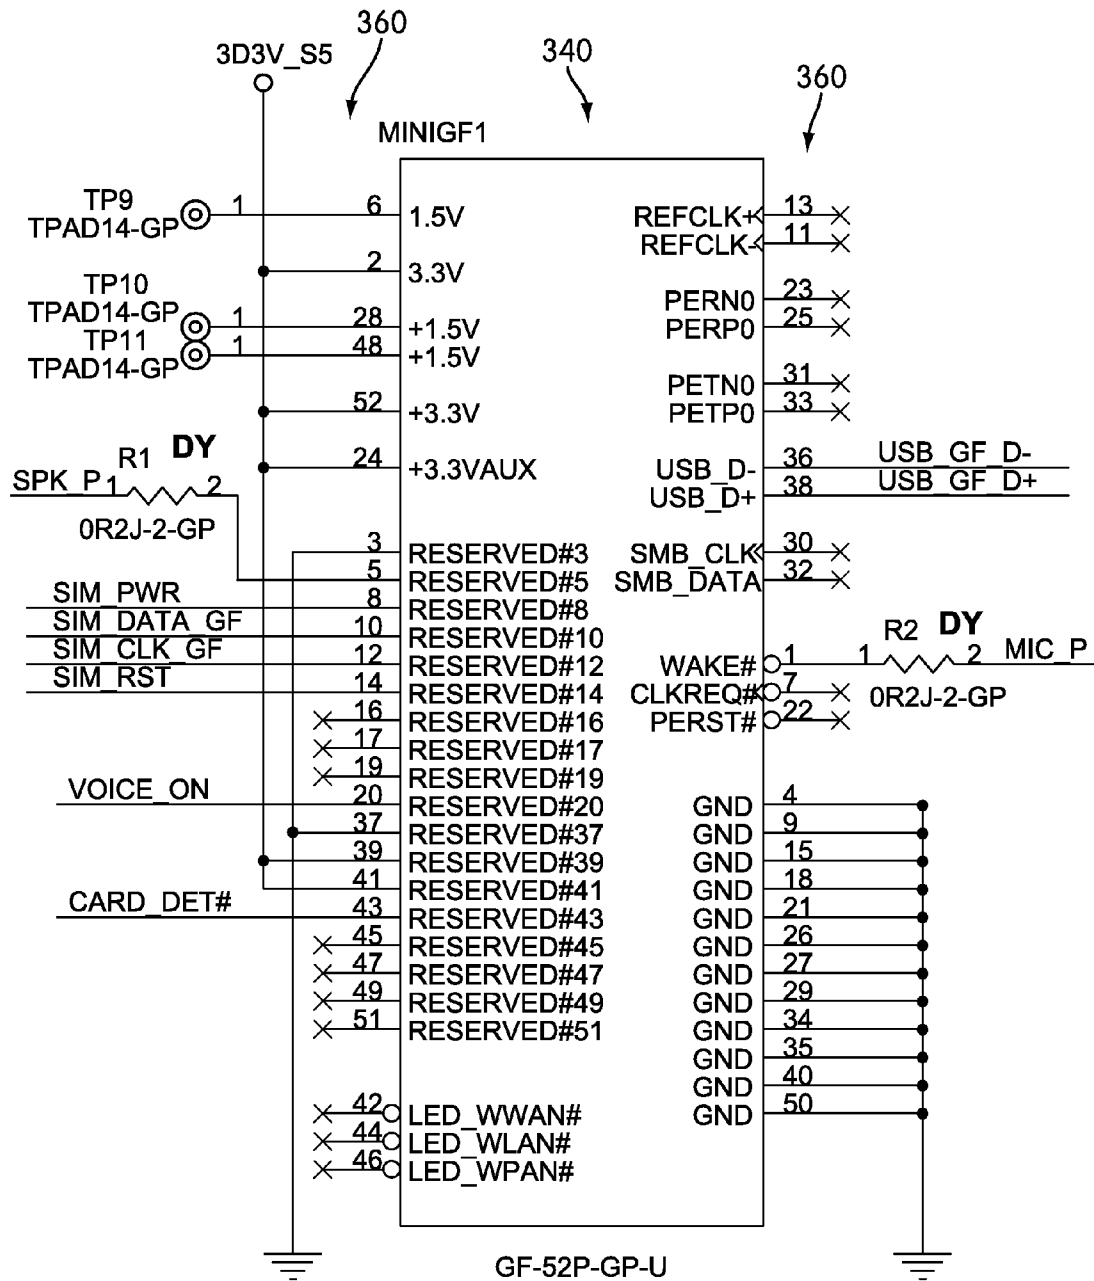 360
340
360
3D3V_S5
MINIGF1
TP9
TPAD14-GP
1 6 1.5V
2 3.3V
TP10
TPAD14-GP
1 28 +1.5V
TP11
TPAD14-GP
1 48 +1.5V
52 +3.3V
24 +3.3VAUX
R1 DY
SPK_P 1 2
0R2J-2-GP
3 RESERVED#3
5 RESERVED#5
SIM_PWR 8 RESERVED#8
SIM_DATA_GF 10 RESERVED#10
SIM_CLK_GF 12 RESERVED#12
SIM_RST 14 RESERVED#14
16 RESERVED#16
17 RESERVED#17
19 RESERVED#19
VOICE_ON 20 RESERVED#20
37 RESERVED#37
39 RESERVED#39
41 RESERVED#41
CARD_DET# 43 RESERVED#43
45 RESERVED#45
47 RESERVED#47
49 RESERVED#49
51 RESERVED#51
42 LED_WWAN#
44 LED_WLAN#
46 LED_WPAN#
REFCLK+ 13
REFCLK- 11
PERN0 23
PERP0 25
PETN0 31
PETP0 33
USB_D- 36 USB_GF_D-
USB_D+ 38 USB_GF_D+
SMB_CLK 30
SMB_DATA 32
R2 DY
WAKE# 1 1 2 MIC_P
0R2J-2-GP
CLKREQ# 7
PERST# 22
GND 4
GND 9
GND 15
GND 18
GND 21
GND 26
GND 27
GND 29
GND 34
GND 35
GND 40
GND 50
GF-52P-GP-U